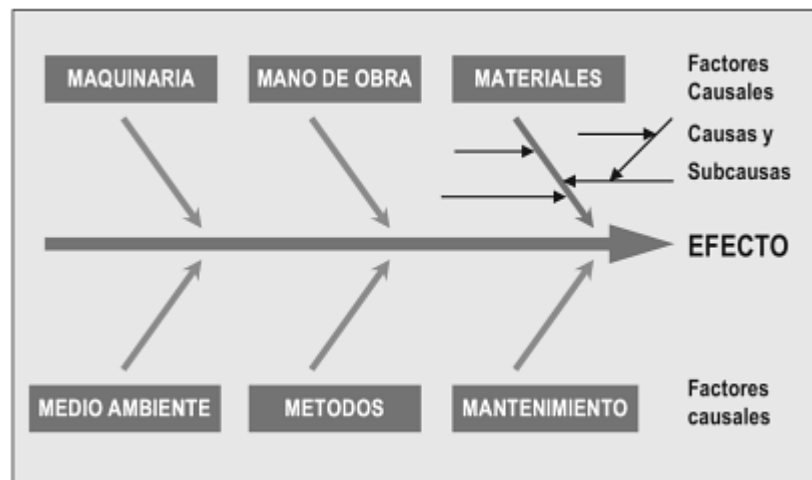 MAQUINARIA
MANO DE OBRA
MATERIALES
Factores
Causales
Causas y
Subcausas
EFECTO
MEDIO AMBIENTE
METODOS
MANTENIMIENTO
Factores
causales